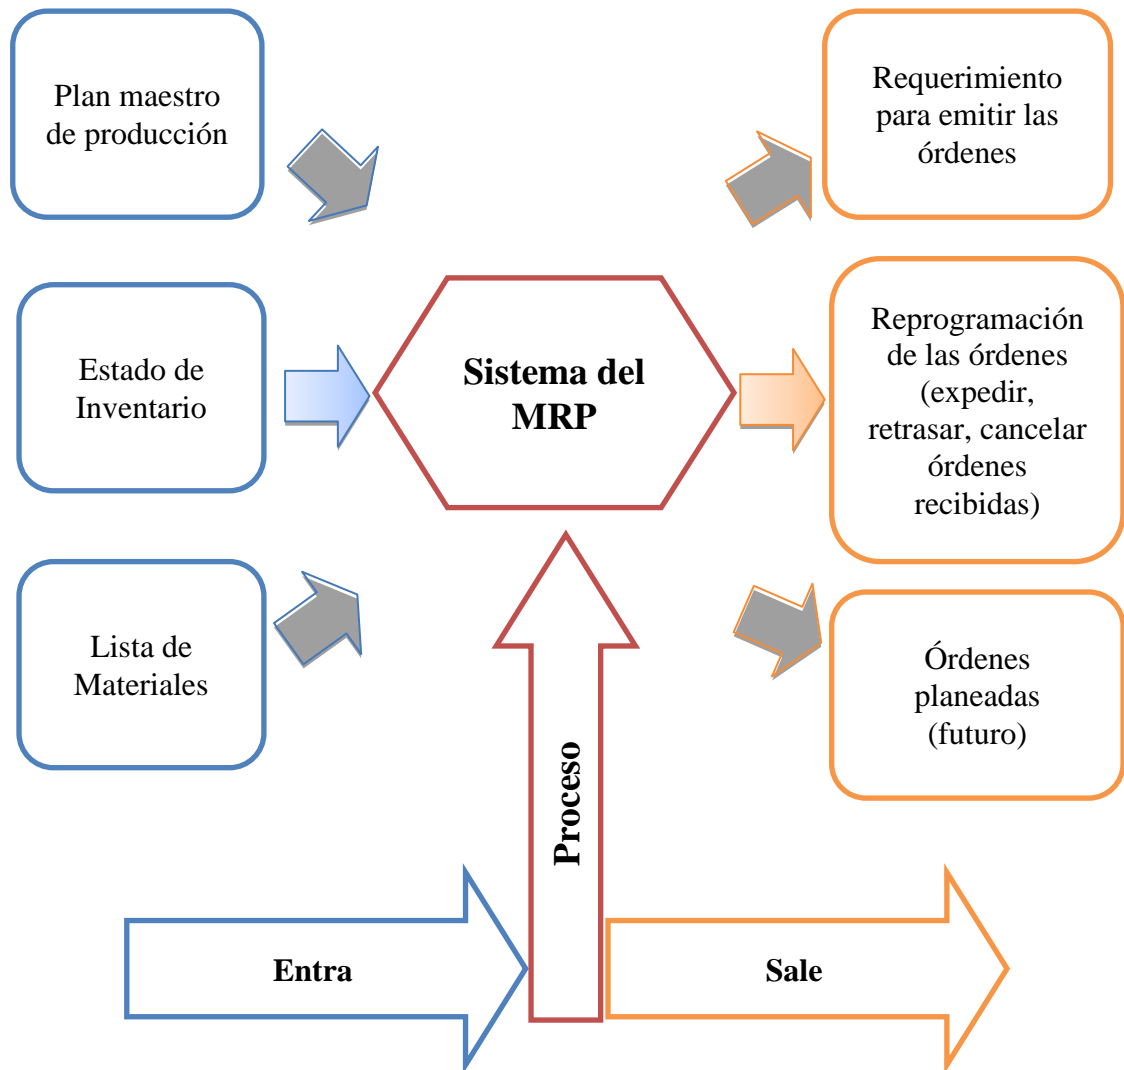 Plan maestro
de producción
Estado de
Inventario
Lista de
Materiales
Sistema del
MRP
Requerimiento
para emitir las
órdenes
Reprogramación
de las órdenes
(expedir,
retrasar, cancelar
órdenes
recibidas)
Órdenes
planeadas
(futuro)
Proceso
Entra
Sale